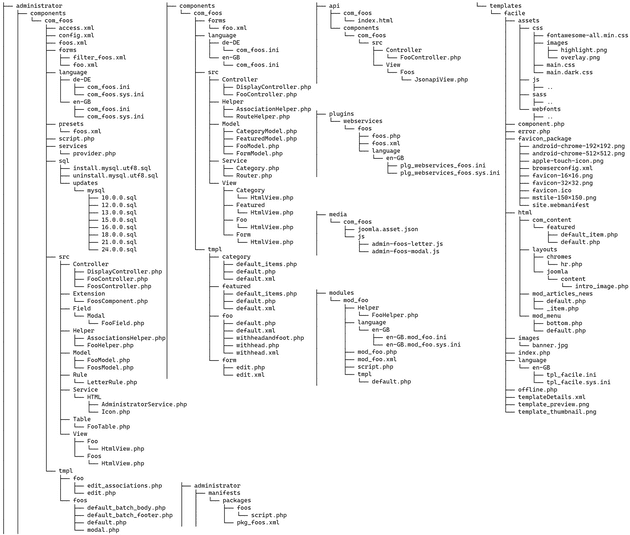 administrator
components
com_foos
access.xml
config.xml
foos.xml
forms
filter_foos.xml
foo.xml
language
de-DE
com_foos.ini
com_foos.sys.ini
en-GB
com_foos.ini
com_foos.sys.ini
presets
foos.xml
script.php
services
provider.php
sql
install.mysql.utf8.sql
uninstall.mysql.utf8.sql
updates
mysql
10.0.0.sql
12.0.0.sql
13.0.0.sql
15.0.0.sql
16.0.0.sql
18.0.0.sql
21.0.0.sql
24.0.0.sql
src
Controller
DisplayController.php
FooController.php
FoosController.php
Extension
FoosComponent.php
Field
Modal
FooField.php
Helper
AssociationsHelper.php
FooHelper.php
Model
FooModel.php
FoosModel.php
Rule
LetterRule.php
Service
HTML
AdministratorService.php
Icon.php
Table
FooTable.php
View
Foo
HtmlView.php
Foos
HtmlView.php
tmpl
foo
edit_associations.php
edit.php
foos
default_batch_body.php
default_batch_footer.php
default.php
modal.php
components
com_foos
forms
foo.xml
language
de-DE
com_foos.ini
en-GB
com_foos.ini
src
Controller
DisplayController.php
FooController.php
Helper
AssociationHelper.php
RouteHelper.php
Model
CategoryModel.php
FeaturedModel.php
FooModel.php
FormModel.php
Service
Category.php
Router.php
View
Category
HtmlView.php
Featured
HtmlView.php
Foo
HtmlView.php
Form
HtmlView.php
tmpl
category
default_items.php
default.php
default.xml
featured
default_items.php
default.php
default.xml
foo
default.php
default.xml
withheadandfoot.php
withhead.php
withhead.xml
form
edit.php
edit.xml
administrator
manifests
packages
foos
script.php
pkg_foos.xml
api
com_foos
index.html
components
com_foos
src
Controller
FooController.php
View
Foos
JsonapiView.php
plugins
webservices
foos
foos.php
foos.xml
language
en-GB
plg_webservices_foos.ini
plg_webservices_foos.sys.ini
media
com_foos
joomla.asset.json
js
admin-foos-letter.js
admin-foos-modal.js
modules
mod_foo
Helper
FooHelper.php
language
en-GB
en-GB.mod_foo.ini
en-GB.mod_foo.sys.ini
mod_foo.php
mod_foo.xml
script.php
tmpl
default.php
templates
facile
assets
css
fontawesome-all.min.css
images
highlight.png
overlay.png
main.css
main.dark.css
js
..
sass
..
webfonts
..
component.php
error.php
favicon_package
android-chrome-192×192.png
android-chrome-512×512.png
apple-touch-icon.png
browserconfig.xml
favicon-16×16.png
favicon-32×32.png
favicon.ico
mstile-150×150.png
site.webmanifest
html
com_content
featured
default_item.php
default.php
layouts
chromes
hr.php
joomla
content
intro_image.php
mod_articles_news
default.php
_item.php
mod_menu
bottom.php
default.php
images
banner.jpg
index.php
language
en-GB
tpl_facile.ini
tpl_facile.sys.ini
offline.php
templateDetails.xml
template_preview.png
template_thumbnail.png